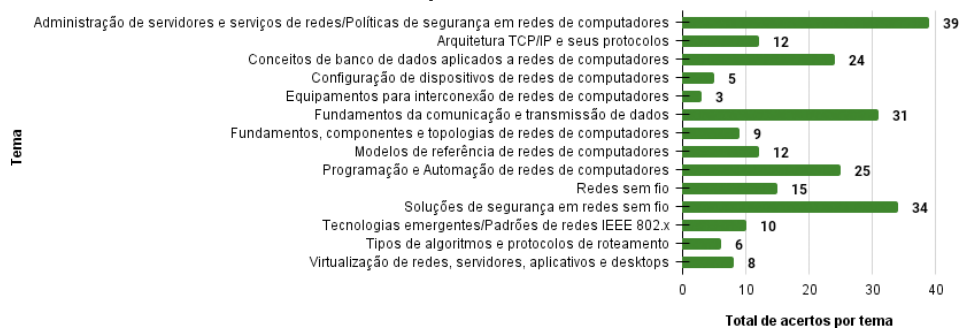 Administração de servidores e serviços de redes/Políticas de segurança em redes de computadores 39
Arquitetura TCP/IP e seus protocolos 12
Conceitos de banco de dados aplicados a redes de computadores 24
Configuração de dispositivos de redes de computadores 5
Equipamentos para interconexão de redes de computadores 3
Fundamentos da comunicação e transmissão de dados 31
Fundamentos, componentes e topologias de redes de computadores 9
Modelos de referência de redes de computadores 12
Programação e Automação de redes de computadores 25
Redes sem fio 15
Soluções de segurança em redes sem fio 34
Tecnologias emergentes/Padrões de redes IEEE 802.x 10
Tipos de algoritmos e protocolos de roteamento 6
Virtualização de redes, servidores, aplicativos e desktops 8
Tema
0 10 20 30 40
Total de acertos por tema